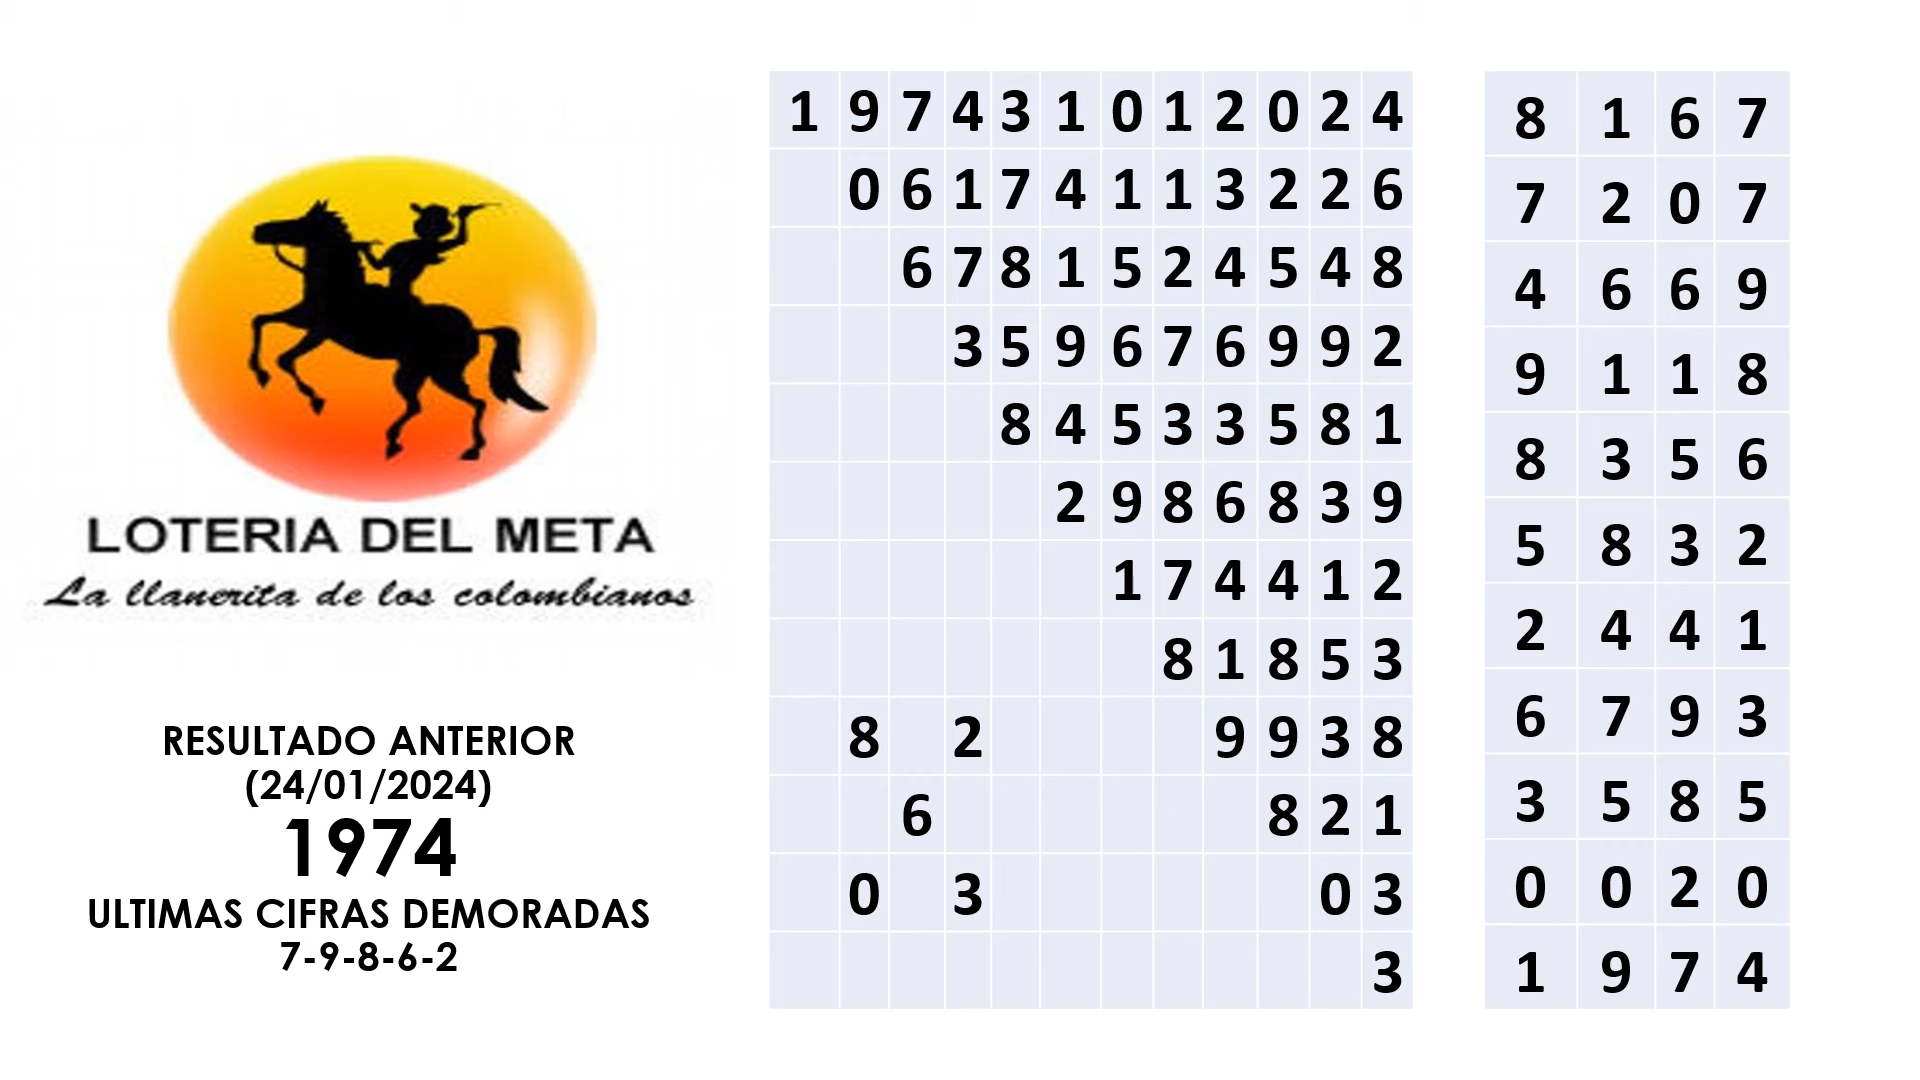 LOTERIA DEL META
La llanerita de los colombianos
RESULTADO ANTERIOR
(24/01/2024)
1974
ULTIMAS CIFRAS DEMORADAS
7-9-8-6-2
1 9 7 4 3 1 0 1 2 0 2 4
0 6 1 7 4 1 1 3 2 2 6
6 7 8 1 5 2 4 5 4 8
3 5 9 6 7 6 9 9 2
8 4 5 3 3 5 8 1
2 9 8 6 8 3 9
1 7 4 4 1 2
8 1 8 5 3
8 2 9 9 3 8
6 8 2 1
0 3 0 3
3
8 1 6 7
7 2 0 7
4 6 6 9
9 1 1 8
8 3 5 6
5 8 3 2
2 4 4 1
6 7 9 3
3 5 8 5
0 0 2 0
1 9 7 4